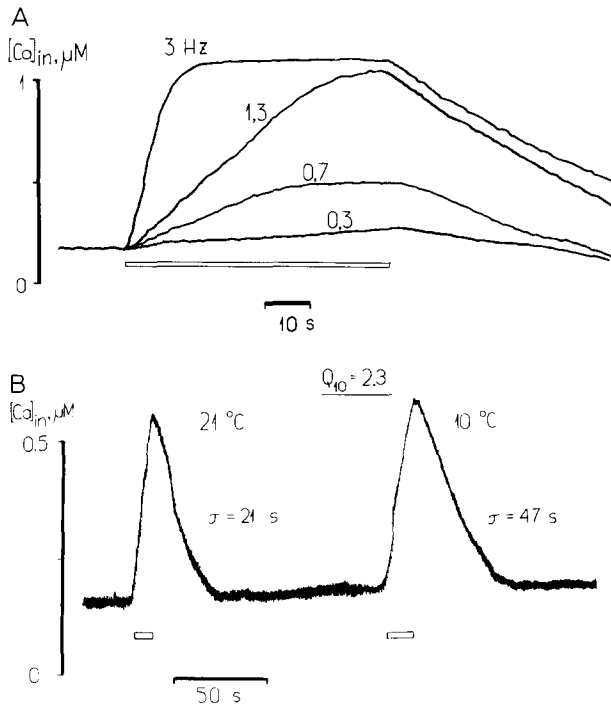 A
[Ca]in, μM
3 Hz
1
1,3
0,7
0,3
0
10 s
B
Q10 = 2.3
[Ca]in, μM
21 °C
10 °C
0.5
τ = 21 s
τ = 47 s
0
50 s